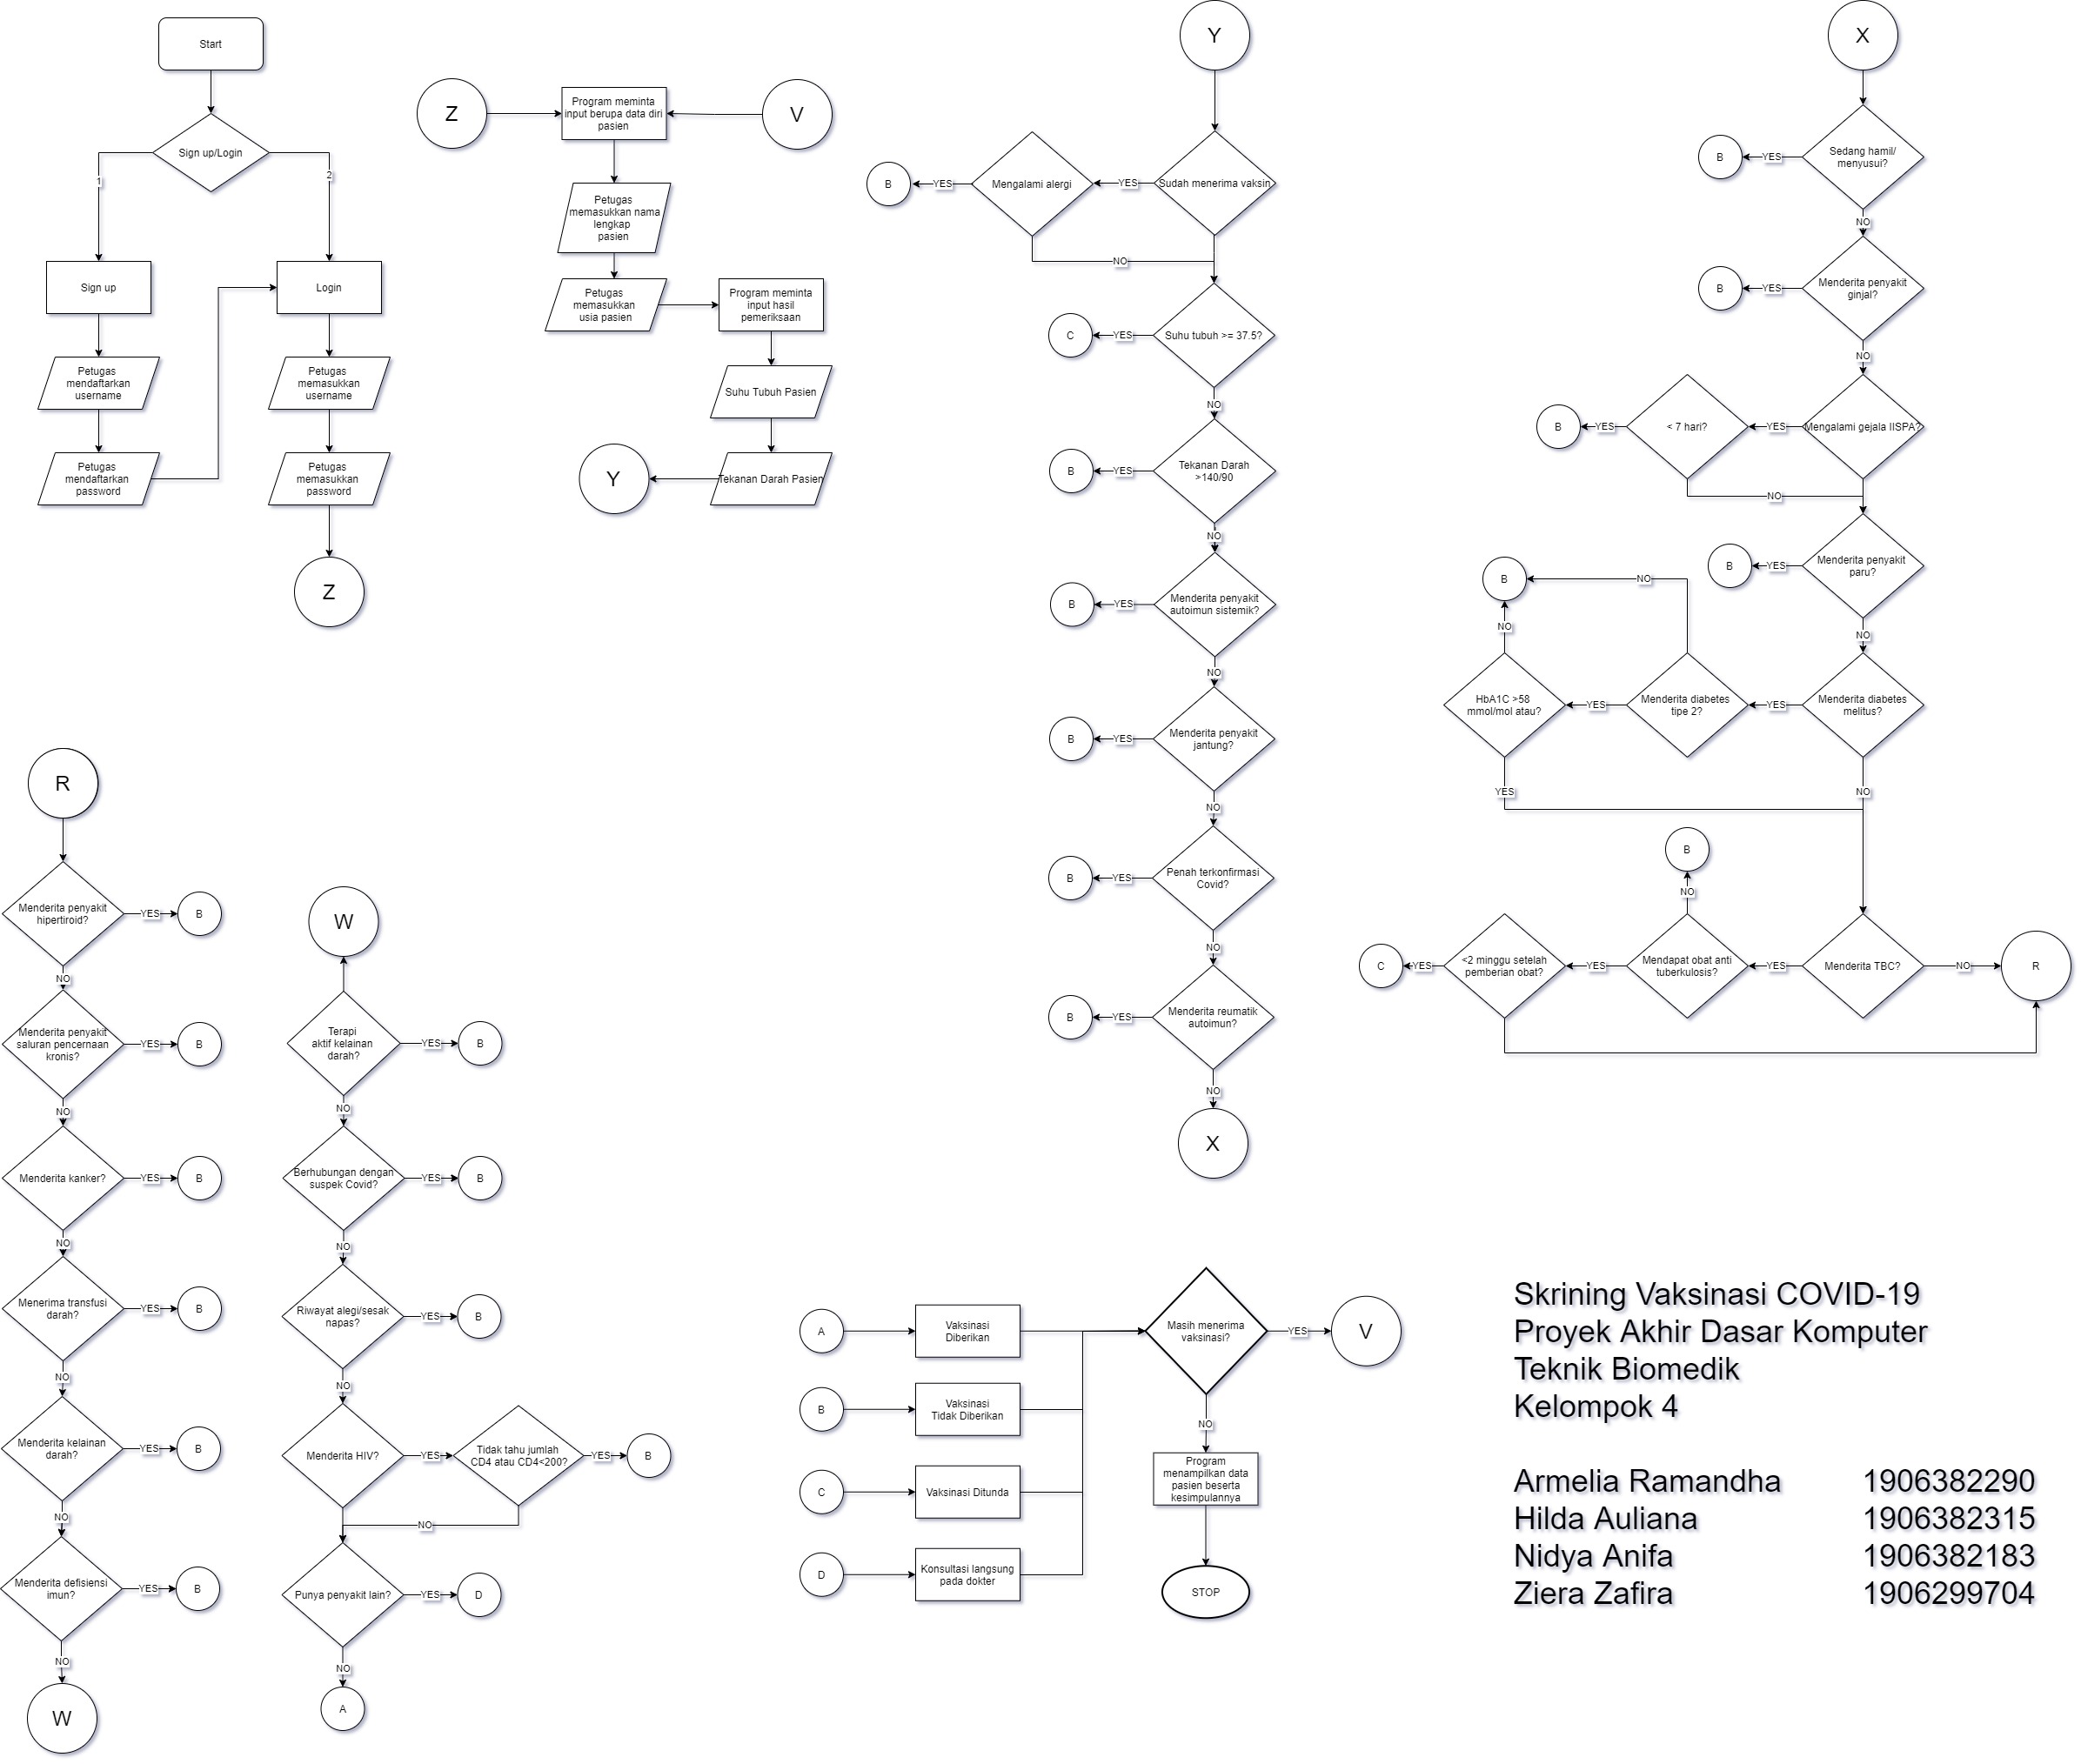 Start
Sign up/Login
1
2
Sign up
Login
Petugas
mendaftarkan
username
Petugas
memasukkan
username
Petugas
mendaftarkan
password
Petugas
memasukkan
password
Z
Z
Program meminta
input berupa data diri
pasien
V
Petugas
memasukkan nama
lengkap
pasien
Petugas
memasukkan
usia pasien
Program meminta
input hasil
pemeriksaan
Suhu Tubuh Pasien
Tekanan Darah Pasien
Y
Y
Sudah menerima vaksin
YES
Mengalami alergi
YES
B
NO
Suhu tubuh >= 37.5?
YES
C
NO
Tekanan Darah
>140/90
YES
B
NO
Menderita penyakit
autoimun sistemik?
YES
B
NO
Menderita penyakit
jantung?
YES
B
NO
Penah terkonfirmasi
Covid?
YES
B
NO
Menderita reumatik
autoimun?
YES
B
NO
X
X
Sedang hamil/
menyusui?
YES
B
NO
Menderita penyakit
ginjal?
YES
B
NO
Mengalami gejala IISPA?
YES
< 7 hari?
YES
B
NO
Menderita penyakit
paru?
YES
B
NO
Menderita diabetes
melitus?
YES
Menderita diabetes
tipe 2?
NO
B
YES
HbA1C >58
mmol/mol atau?
NO
YES
NO
Menderita TBC?
NO
R
YES
Mendapat obat anti
tuberkulosis?
NO
B
YES
<2 minggu setelah
pemberian obat?
YES
C
R
Menderita penyakit
hipertiroid?
YES
B
NO
Menderita penyakit
saluran pencernaan
kronis?
YES
B
NO
Menderita kanker?
YES
B
NO
Menerima transfusi
darah?
YES
B
NO
Menderita kelainan
darah?
YES
B
NO
Menderita defisiensi
imun?
YES
B
NO
W
W
Terapi
aktif kelainan
darah?
YES
B
NO
Berhubungan dengan
suspek Covid?
YES
B
NO
Riwayat alegi/sesak
napas?
YES
B
NO
Menderita HIV?
YES
Tidak tahu jumlah
CD4 atau CD4<200?
YES
B
NO
Punya penyakit lain?
YES
D
NO
A
A
Vaksinasi
Diberikan
B
Vaksinasi
Tidak Diberikan
C
Vaksinasi Ditunda
D
Konsultasi langsung
pada dokter
Masih menerima
vaksinasi?
YES
V
NO
Program
menampilkan data
pasien beserta
kesimpulannya
STOP
Skrining Vaksinasi COVID-19
Proyek Akhir Dasar Komputer
Teknik Biomedik
Kelompok 4
Armelia Ramandha 1906382290
Hilda Auliana 1906382315
Nidya Anifa 1906382183
Ziera Zafira 1906299704